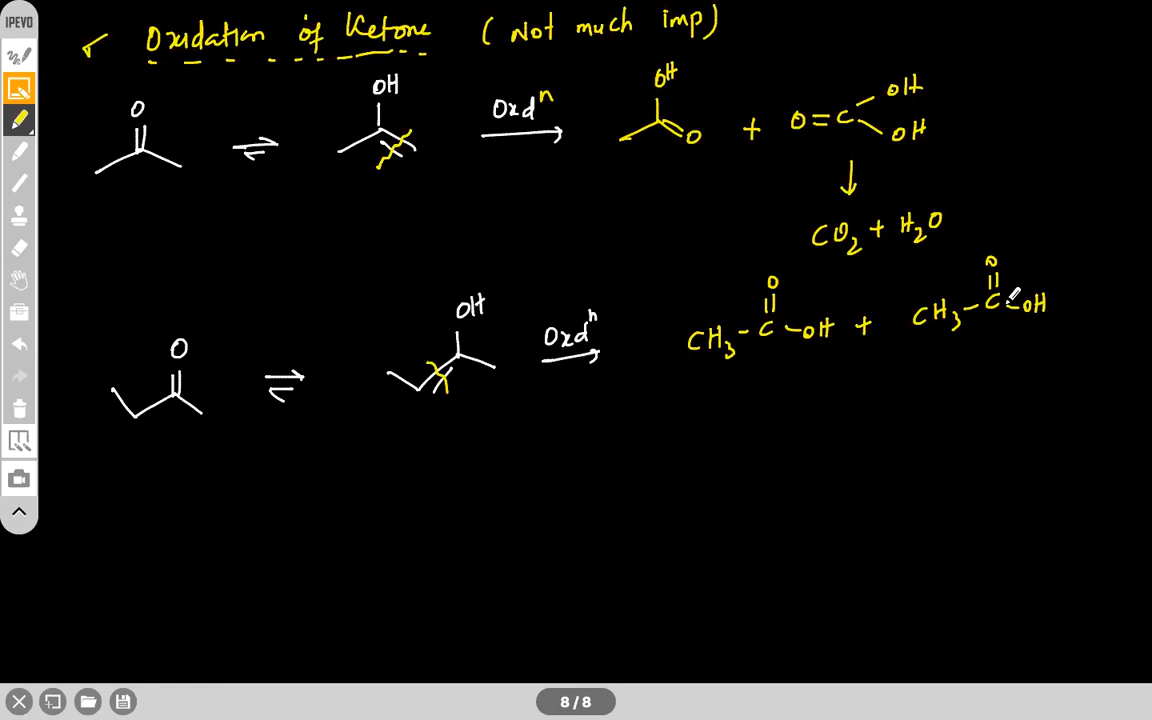 IPEVO
✓ Oxidation of Ketone (Not much imp)
O
OH
Oxdⁿ
OH
O
+
O=C
OH
OH
CO₂ + H₂O
O
OH
Oxdⁿ
O
CH₃-C-OH + CH₃-C-OH
O
8/8